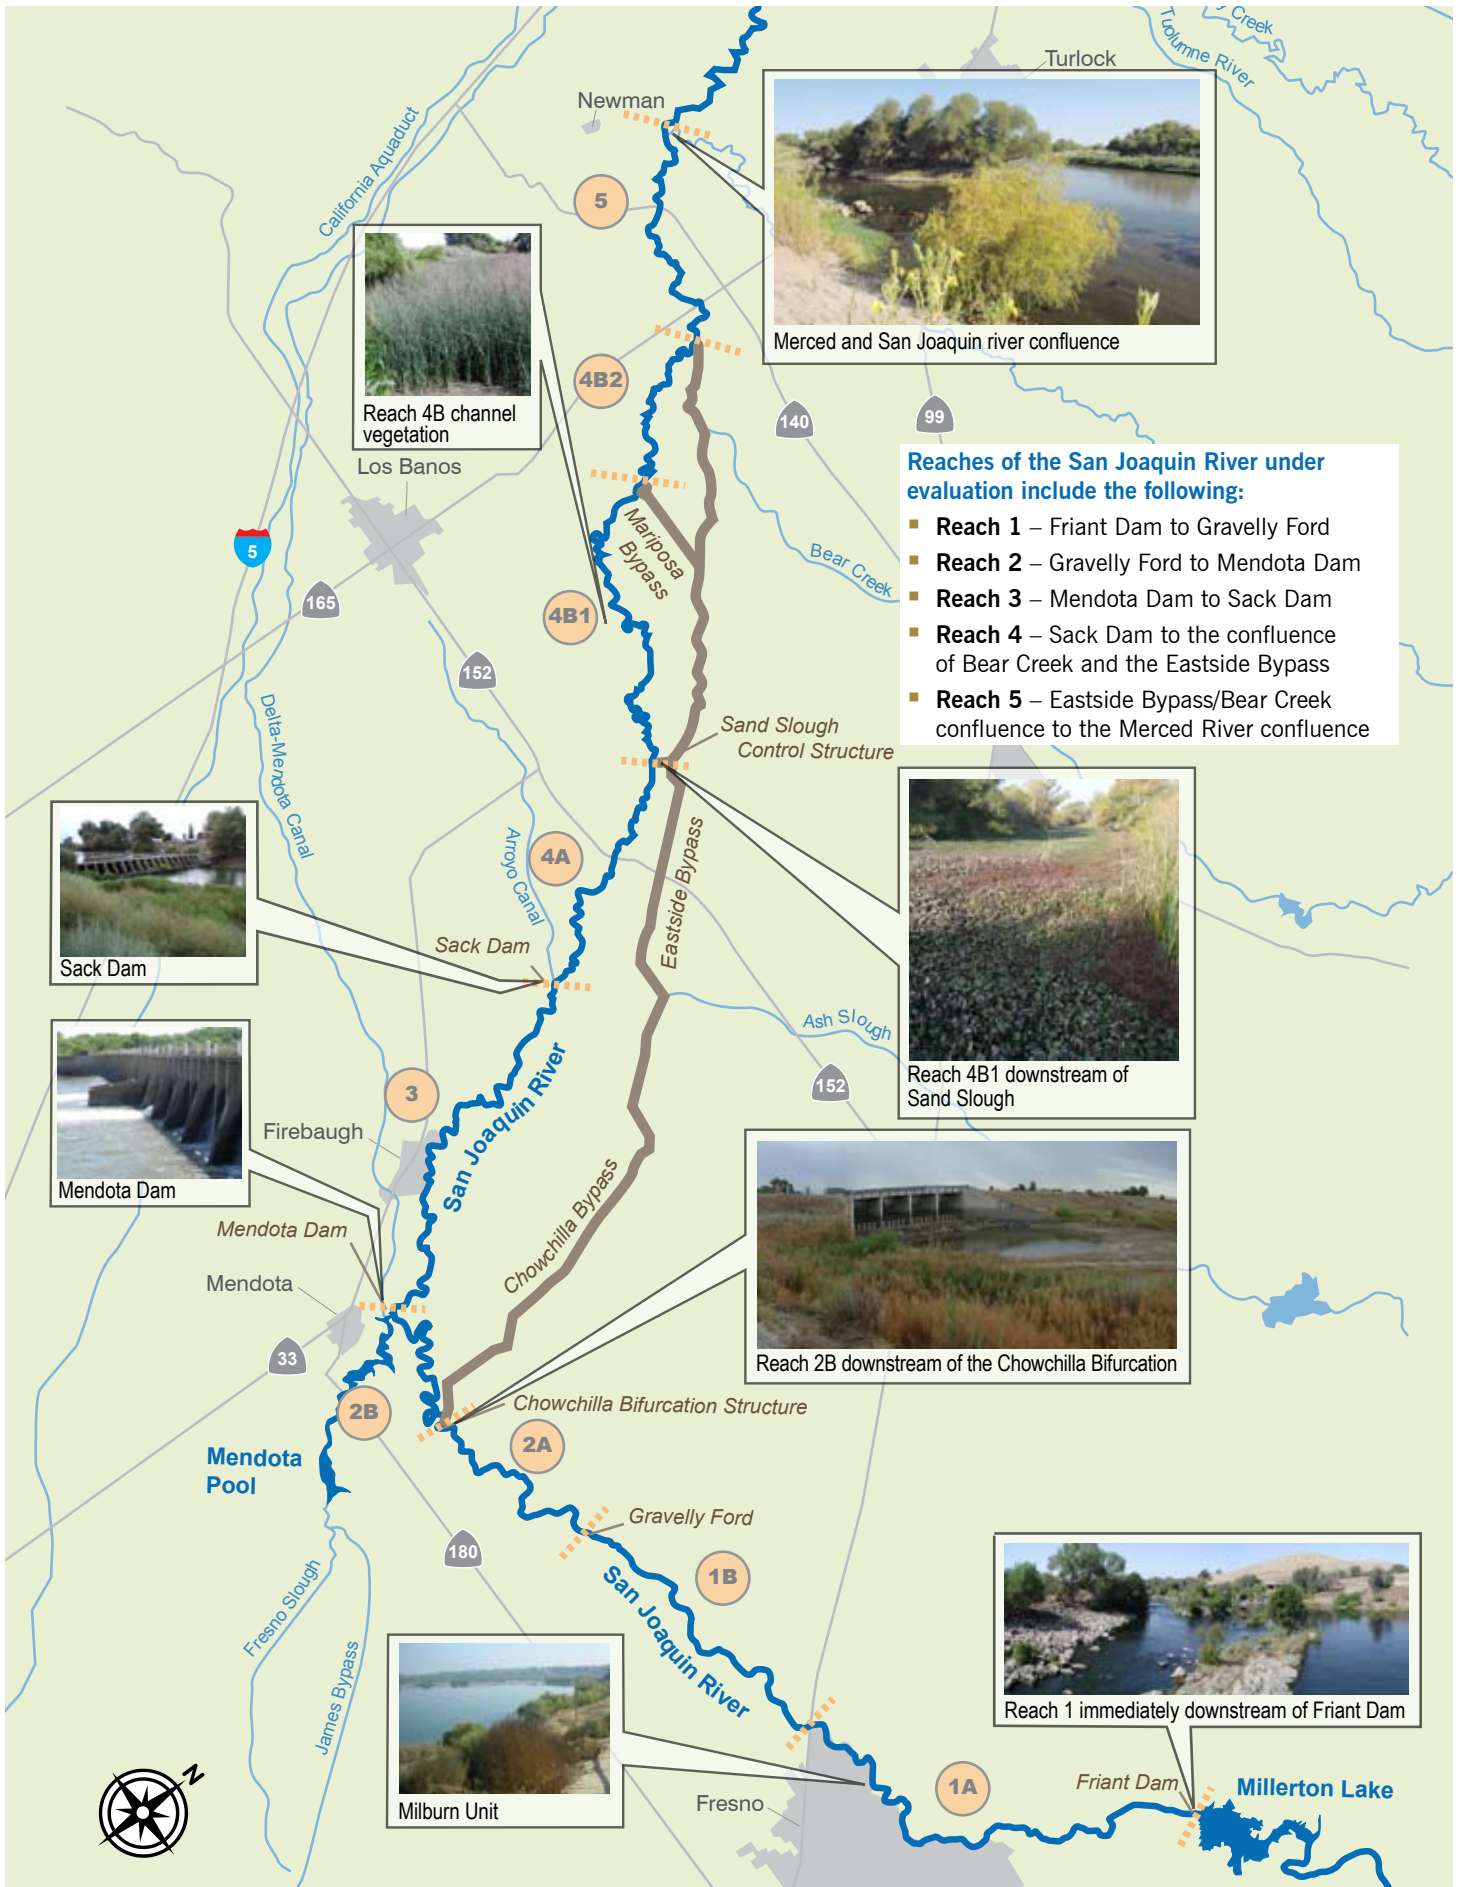 Creek
Tuolumne River
Turlock
Newman
California Aquaduct
5
Merced and San Joaquin river confluence
4B2
Reach 4B channel
vegetation
140
99
Los Banos
Reaches of the San Joaquin River under
evaluation include the following:
Reach 1 – Friant Dam to Gravelly Ford
Reach 2 – Gravelly Ford to Mendota Dam
Reach 3 – Mendota Dam to Sack Dam
Reach 4 – Sack Dam to the confluence
of Bear Creek and the Eastside Bypass
Reach 5 – Eastside Bypass/Bear Creek
confluence to the Merced River confluence
Mariposa
Bypass
Bear Creek
5
165
4B1
152
Delta-Mendota Canal
Sand Slough
Control Structure
Arroyo Canal
4A
Eastside Bypass
Sack Dam
Sack Dam
Ash Slough
152
Reach 4B1 downstream of
Sand Slough
3
San Joaquin River
Firebaugh
Mendota Dam
Mendota Dam
Chowchilla Bypass
Mendota
33
Reach 2B downstream of the Chowchilla Bifurcation
2B
Chowchilla Bifurcation Structure
2A
Mendota
Pool
Gravelly Ford
180
1B
San Joaquin River
Fresno Slough
James Bypass
Reach 1 immediately downstream of Friant Dam
N
Milburn Unit
Fresno
1A
Friant Dam
Millerton Lake